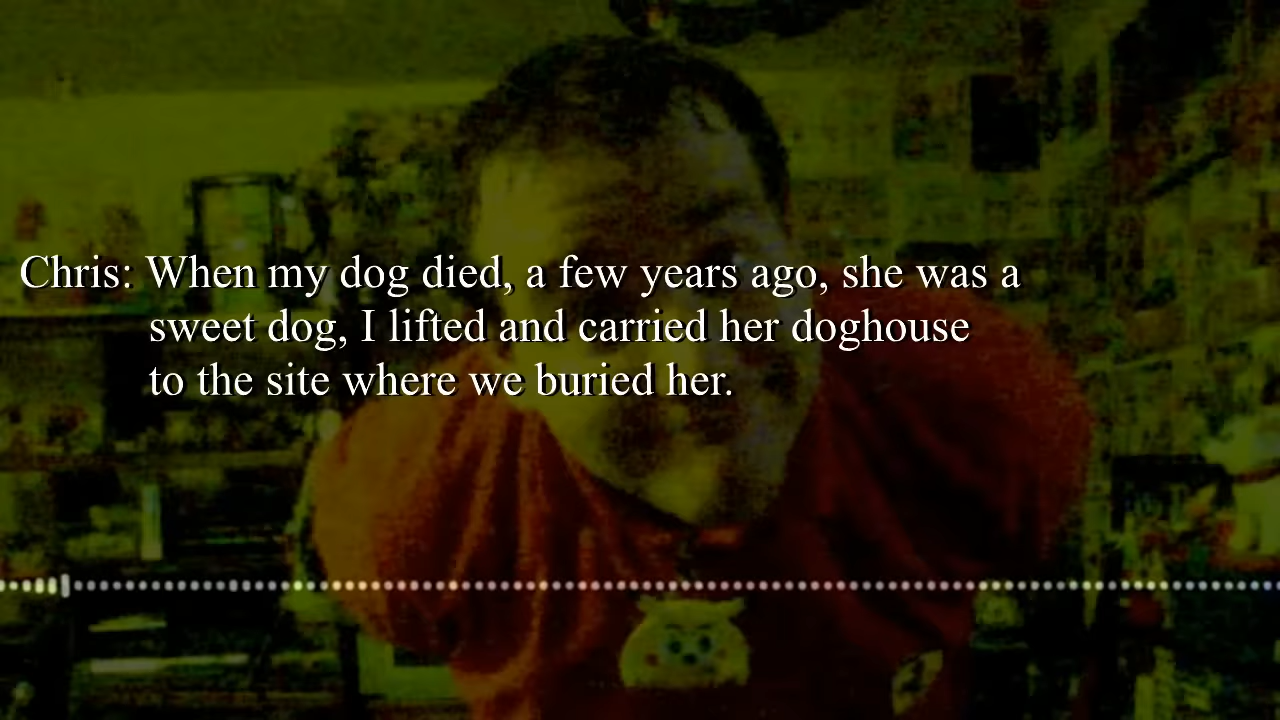 Chris: When my dog died, a few years ago, she was a
sweet dog, I lifted and carried her doghouse
to the site where we buried her.